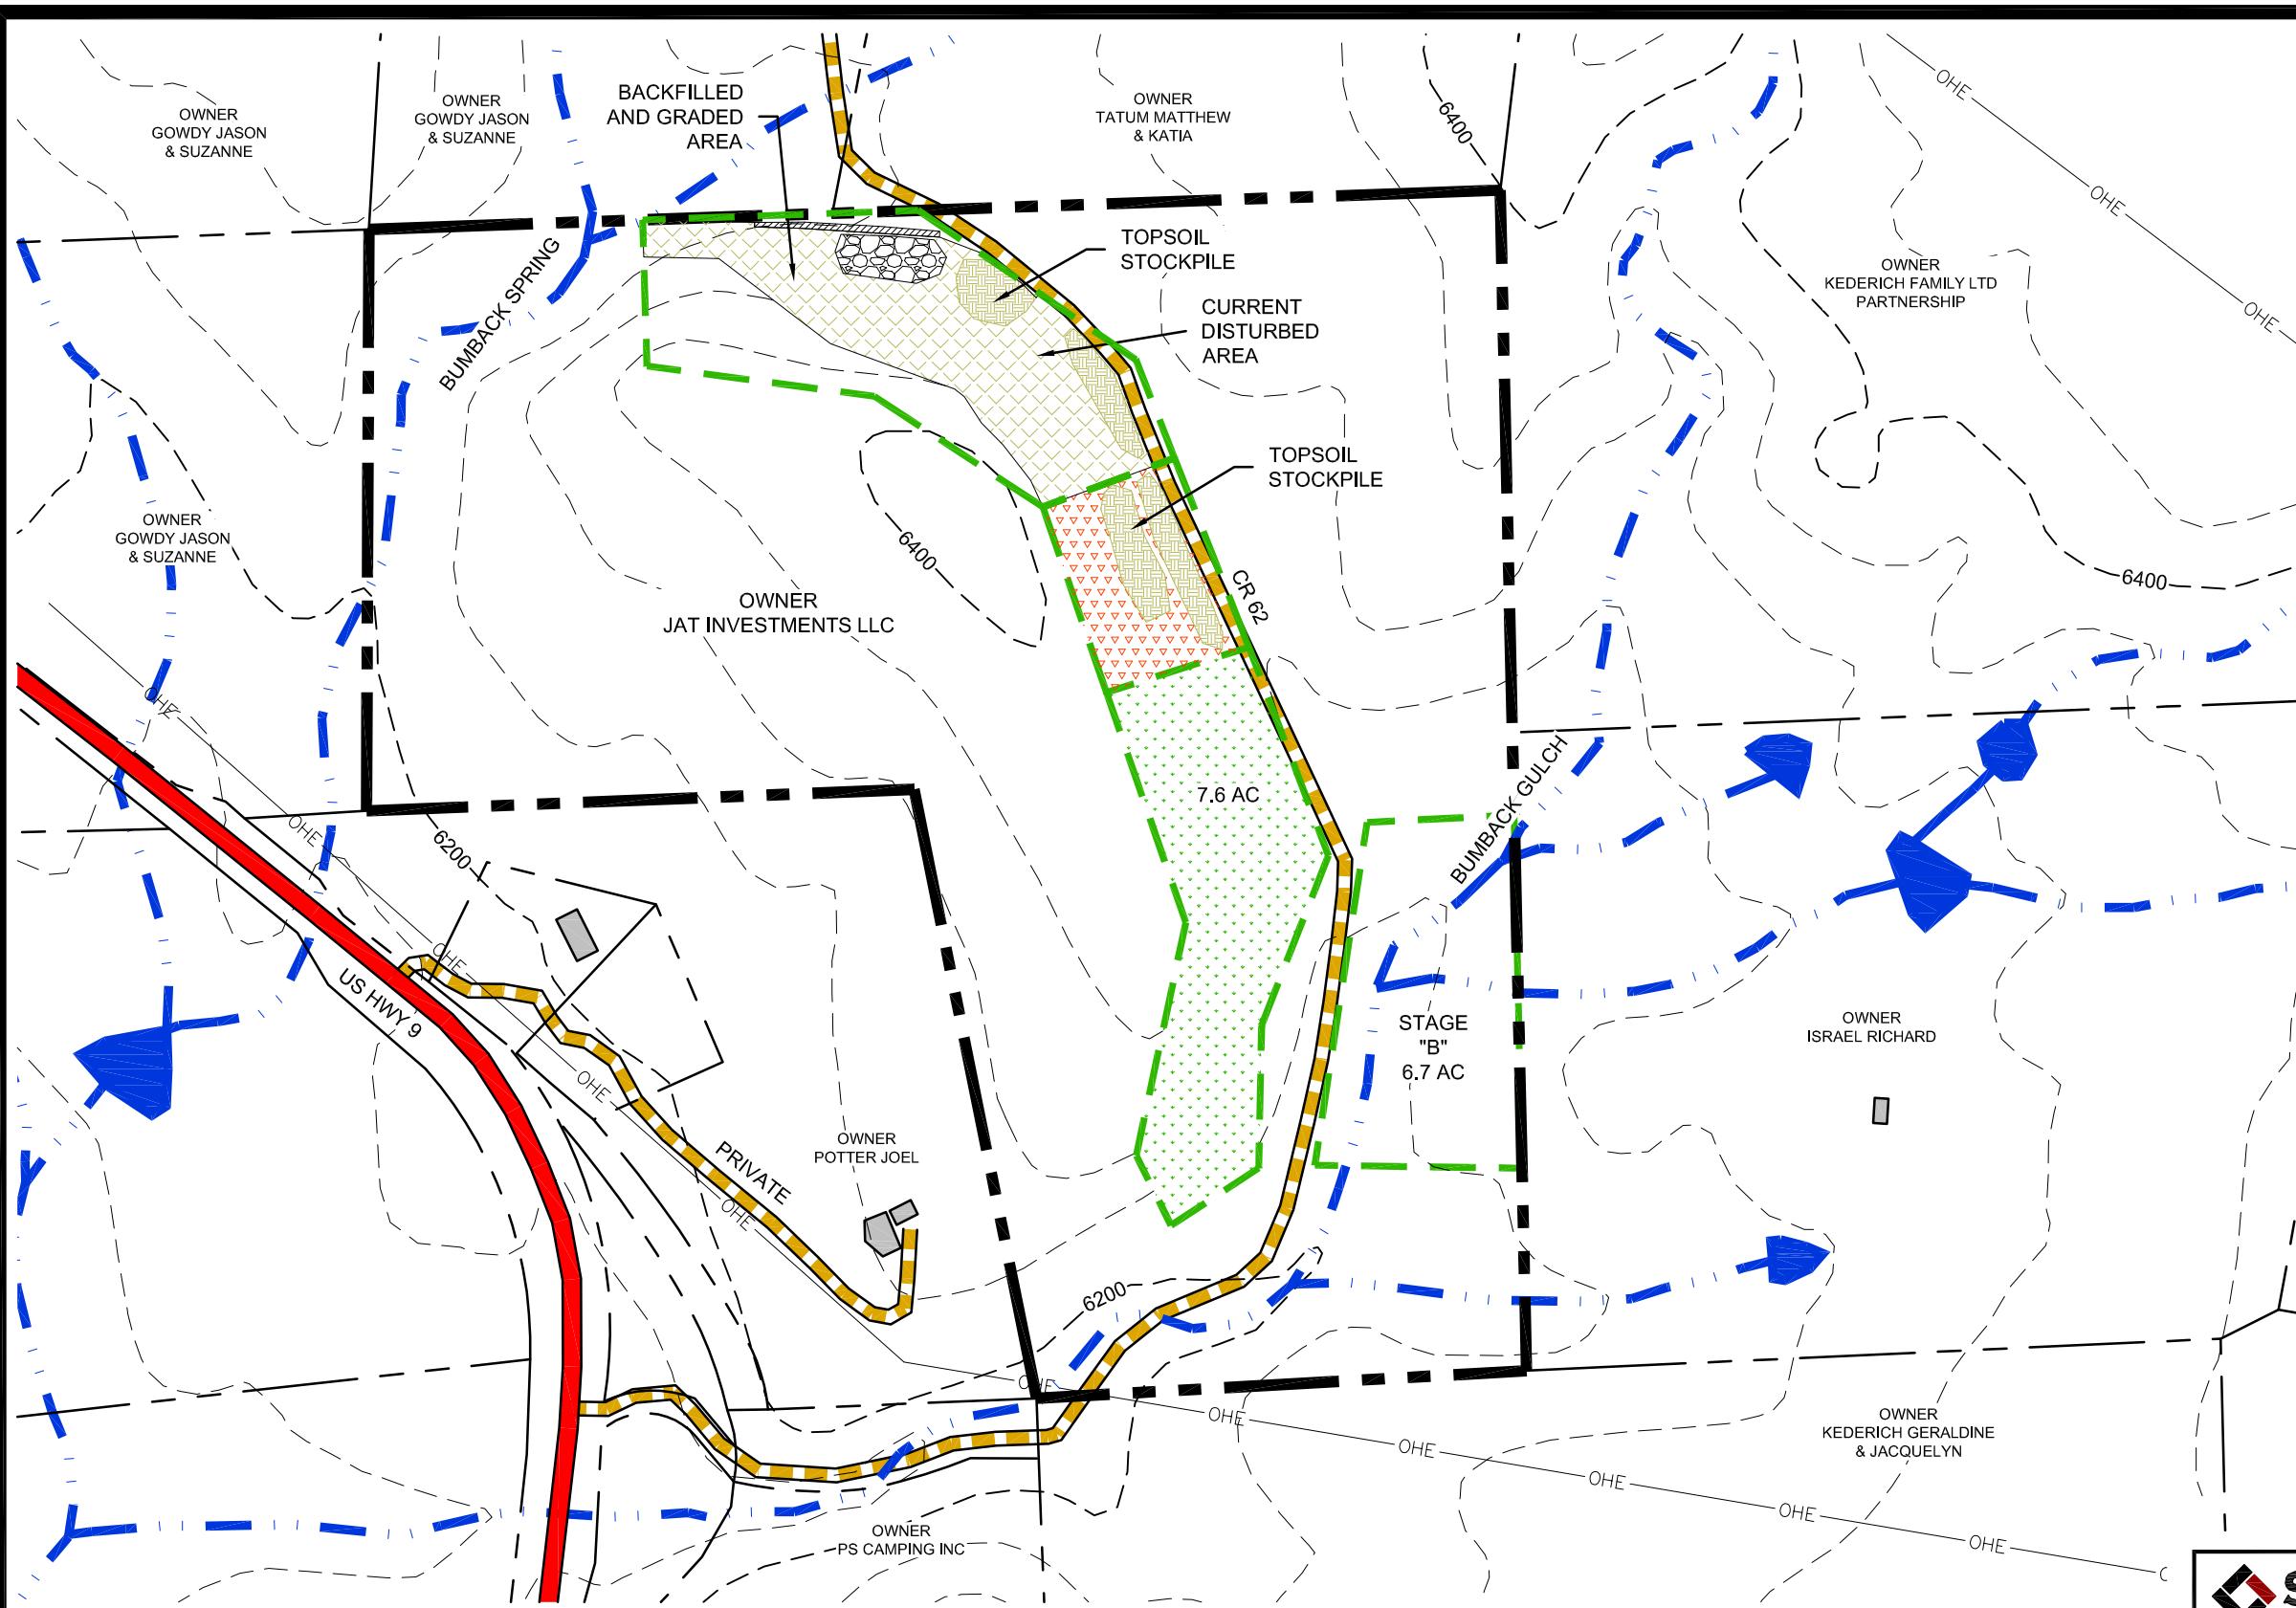 OWNER
GOWDY JASON
& SUZANNE
OWNER
GOWDY JASON
& SUZANNE
BACKFILLED
AND GRADED
AREA
OWNER
TATUM MATTHEW
& KATIA
6400
OHE
OHE
OHE
TOPSOIL
STOCKPILE
OWNER
KEDERICH FAMILY LTD
PARTNERSHIP
BUMBACK SPRING
CURRENT
DISTURBED
AREA
TOPSOIL
STOCKPILE
OWNER
GOWDY JASON
& SUZANNE
6400
6400
CR 62
OWNER
JAT INVESTMENTS LLC
OHE
7.6 AC
BUMBACK GULCH
OHE
6200
OHE
US HWY 9
STAGE
"B"
6.7 AC
OWNER
ISRAEL RICHARD
OHE
OWNER
POTTER JOEL
PRIVATE
OHE
6200
OHE
OHE
OHE
OHE
OHE
OHE
OWNER
KEDERICH GERALDINE
& JACQUELYN
OWNER
PS CAMPING INC